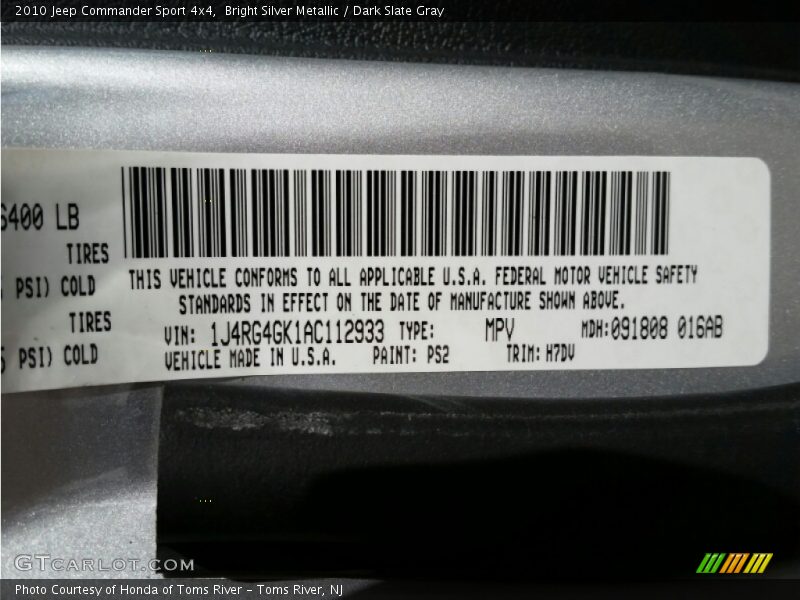 2010 Jeep Commander Sport 4x4,  Bright Silver Metallic / Dark Slate Gray
6400 LB
TIRES
PSI) COLD
TIRES
PSI) COLD
THIS VEHICLE CONFORMS TO ALL APPLICABLE U.S.A. FEDERAL MOTOR VEHICLE SAFETY
STANDARDS IN EFFECT ON THE DATE OF MANUFACTURE SHOWN ABOVE.
VIN: 1J4RG4GK1AC112933 TYPE: MPV MDH:091808 016AB
VEHICLE MADE IN U.S.A. PAINT: PS2 TRIM: H7DV
GTCARLOT.COM
Photo Courtesy of Honda of Toms River – Toms River, NJ